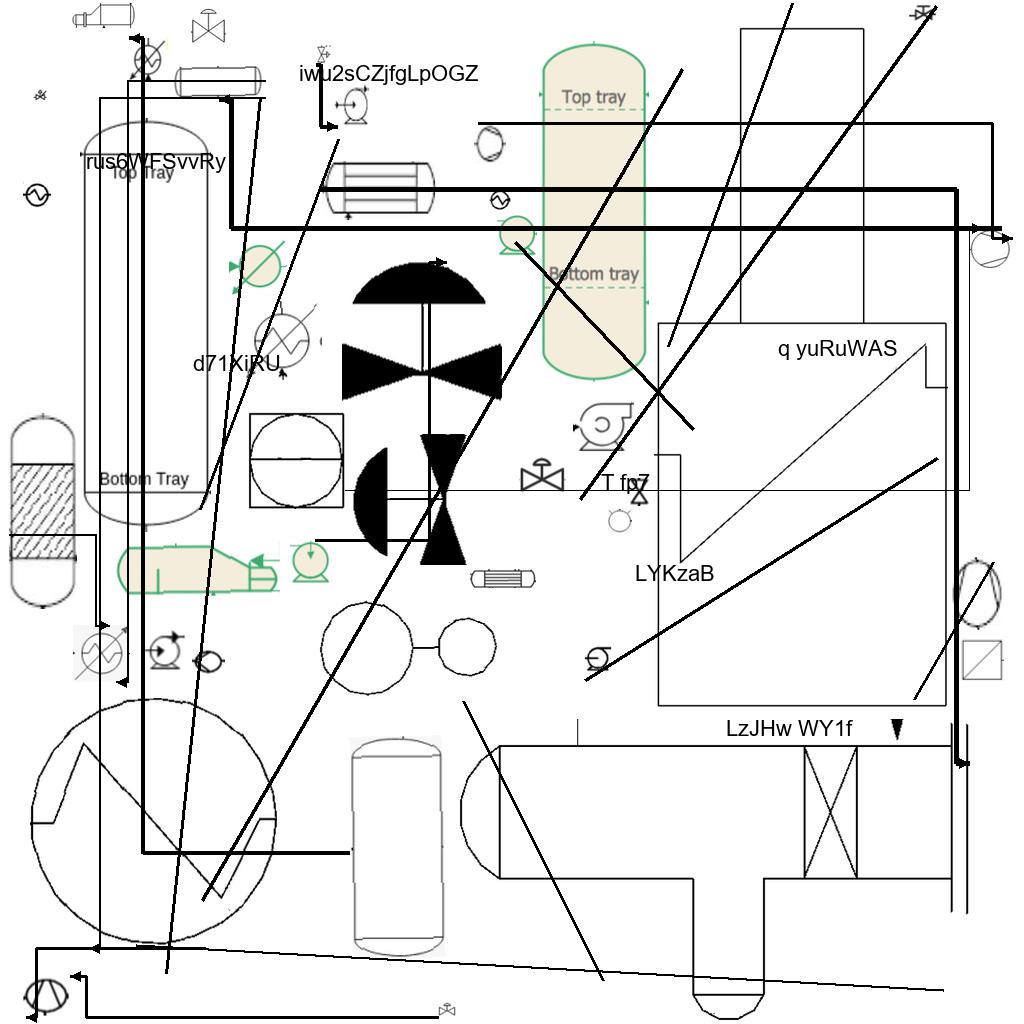 iwu2sCZjfgLpOGZ
Top tray
rus6WFSvvRy
Top Tray
Bottom tray
q yuRuWAS
d71XiRU
Bottom Tray
T fp7
LYKzaB
LzJHw WY1f